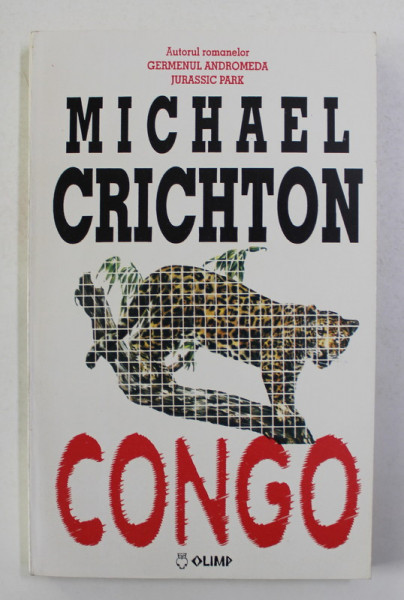 Autorul romanelor
GERMENUL ANDROMEDA
JURASSIC PARK
MICHAEL
CRICHTON
CONGO
OLIMP